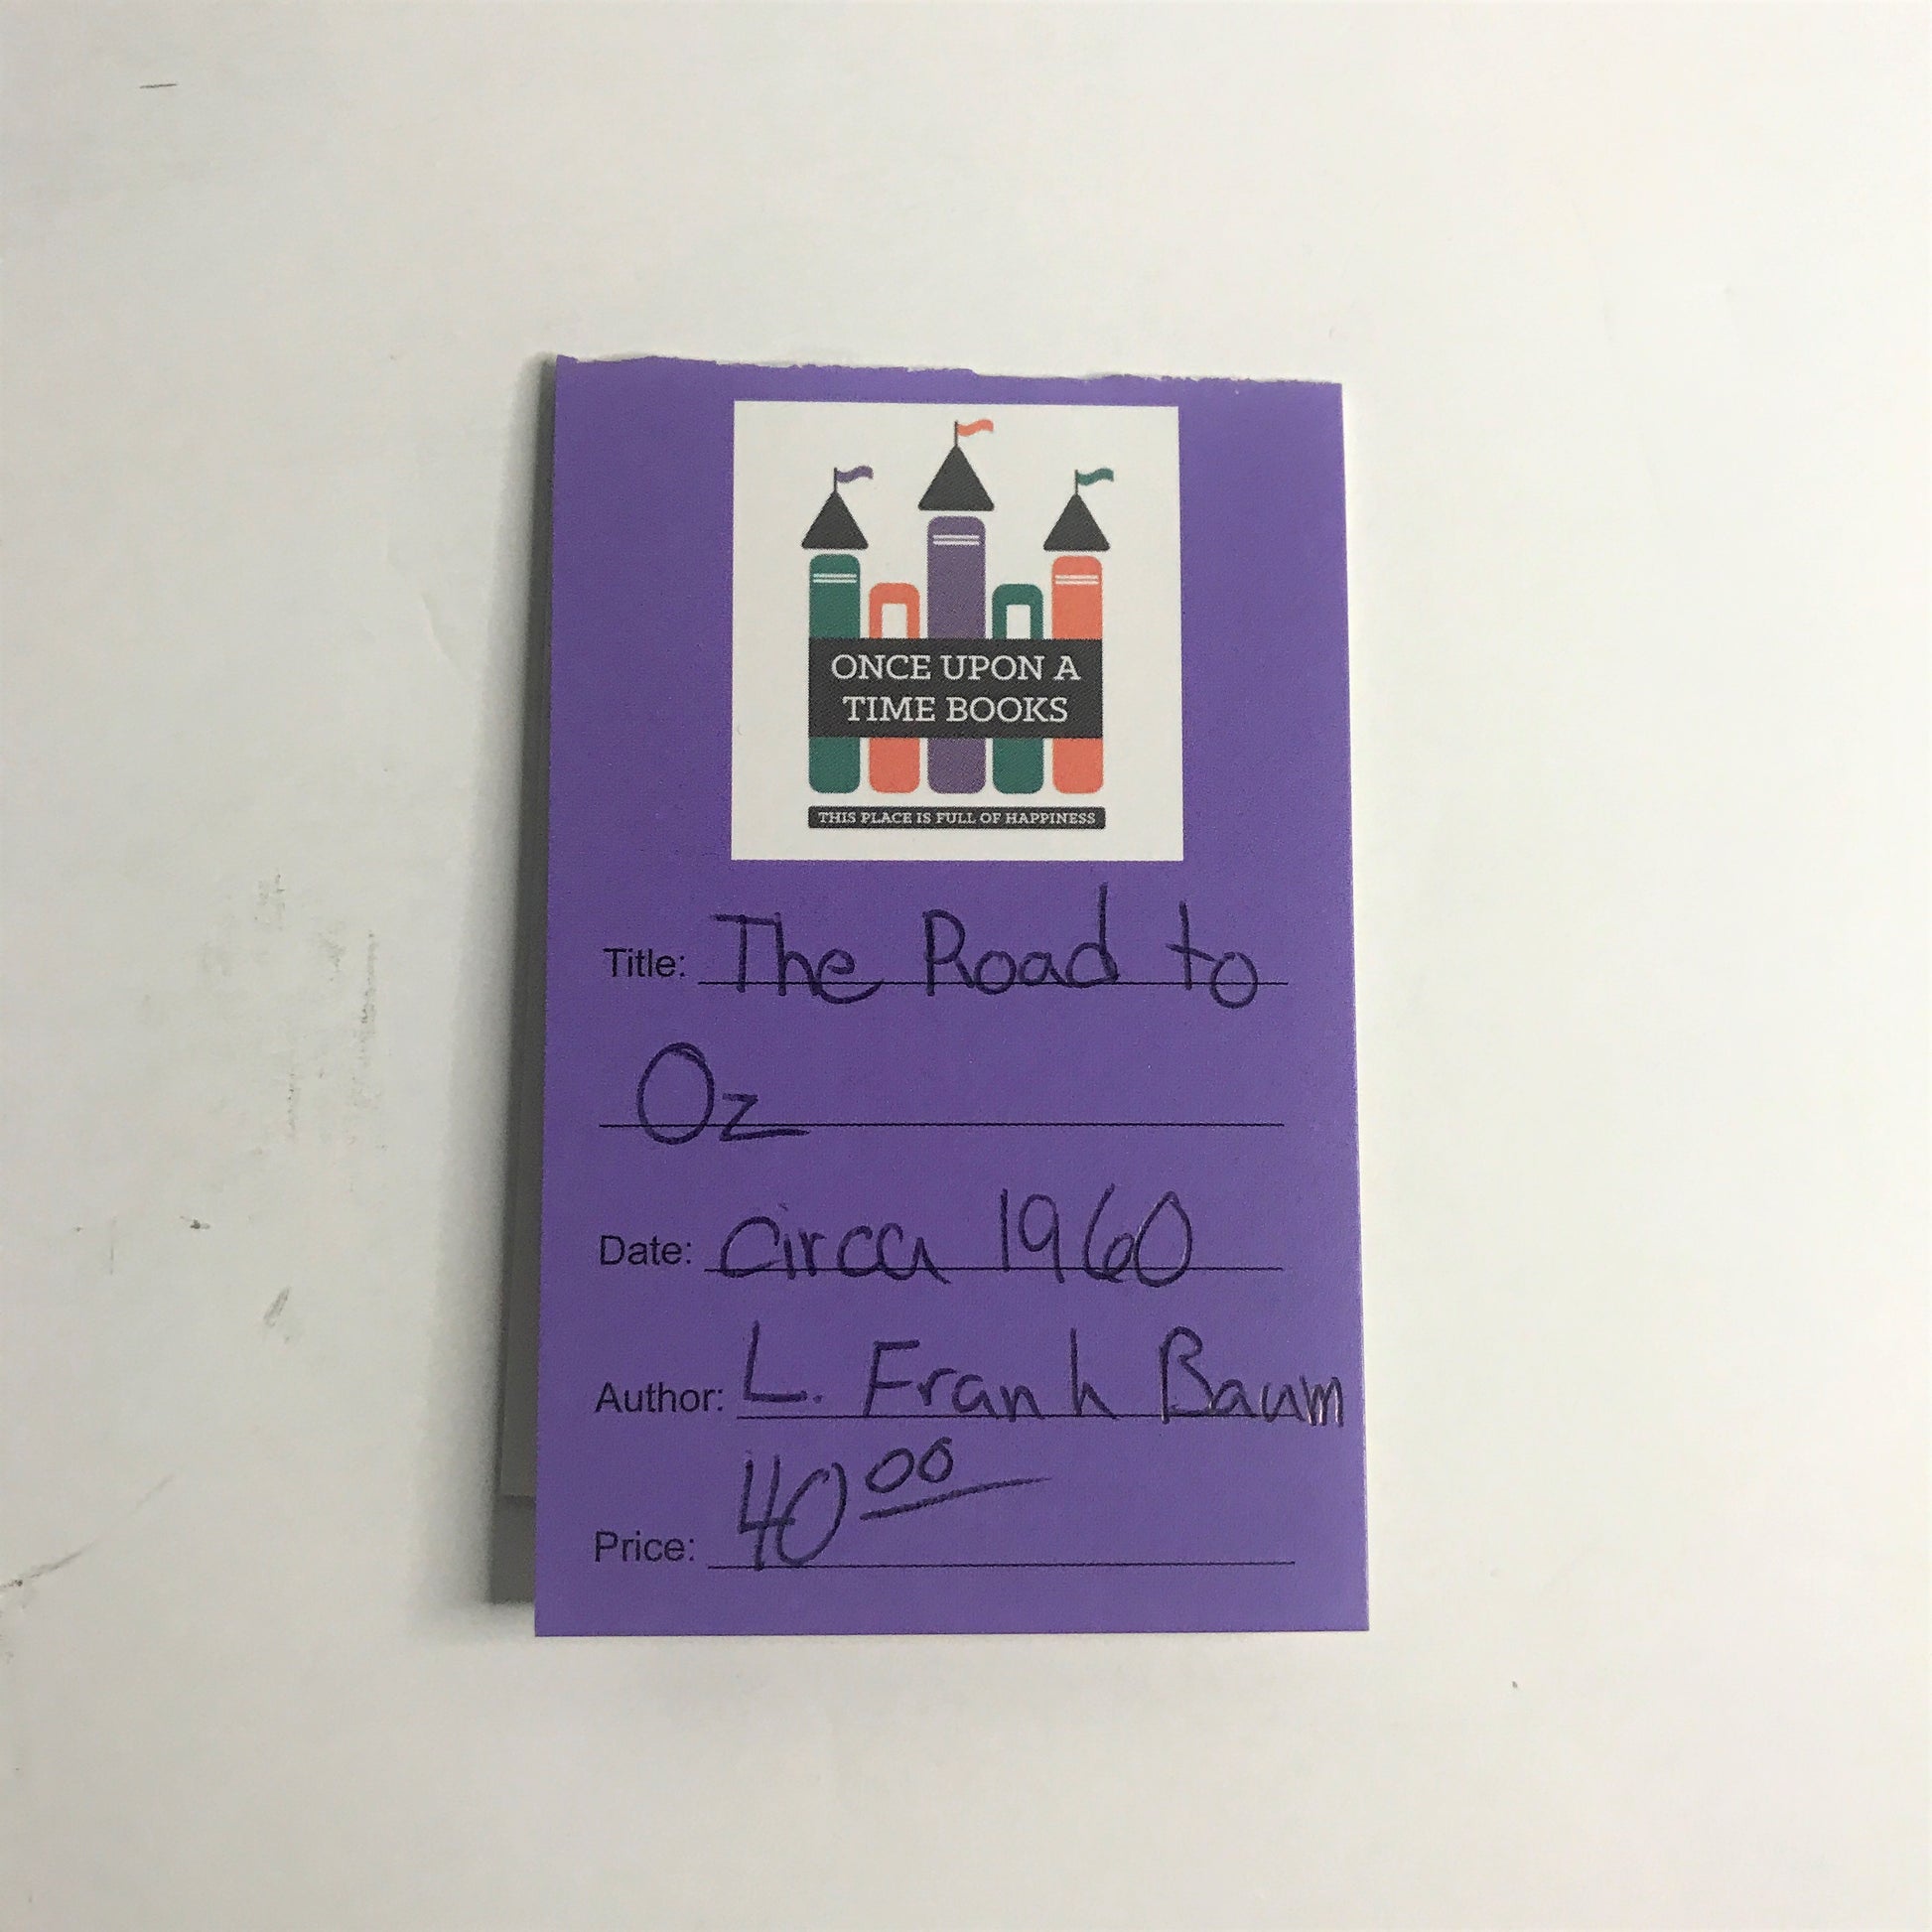 ONCE UPON A
TIME BOOKS
THIS PLACE IS FULL OF HAPPINESS
Title: The Road to
Oz
Date: circa 1960
Author: L. Frank Baum
Price: 40 00